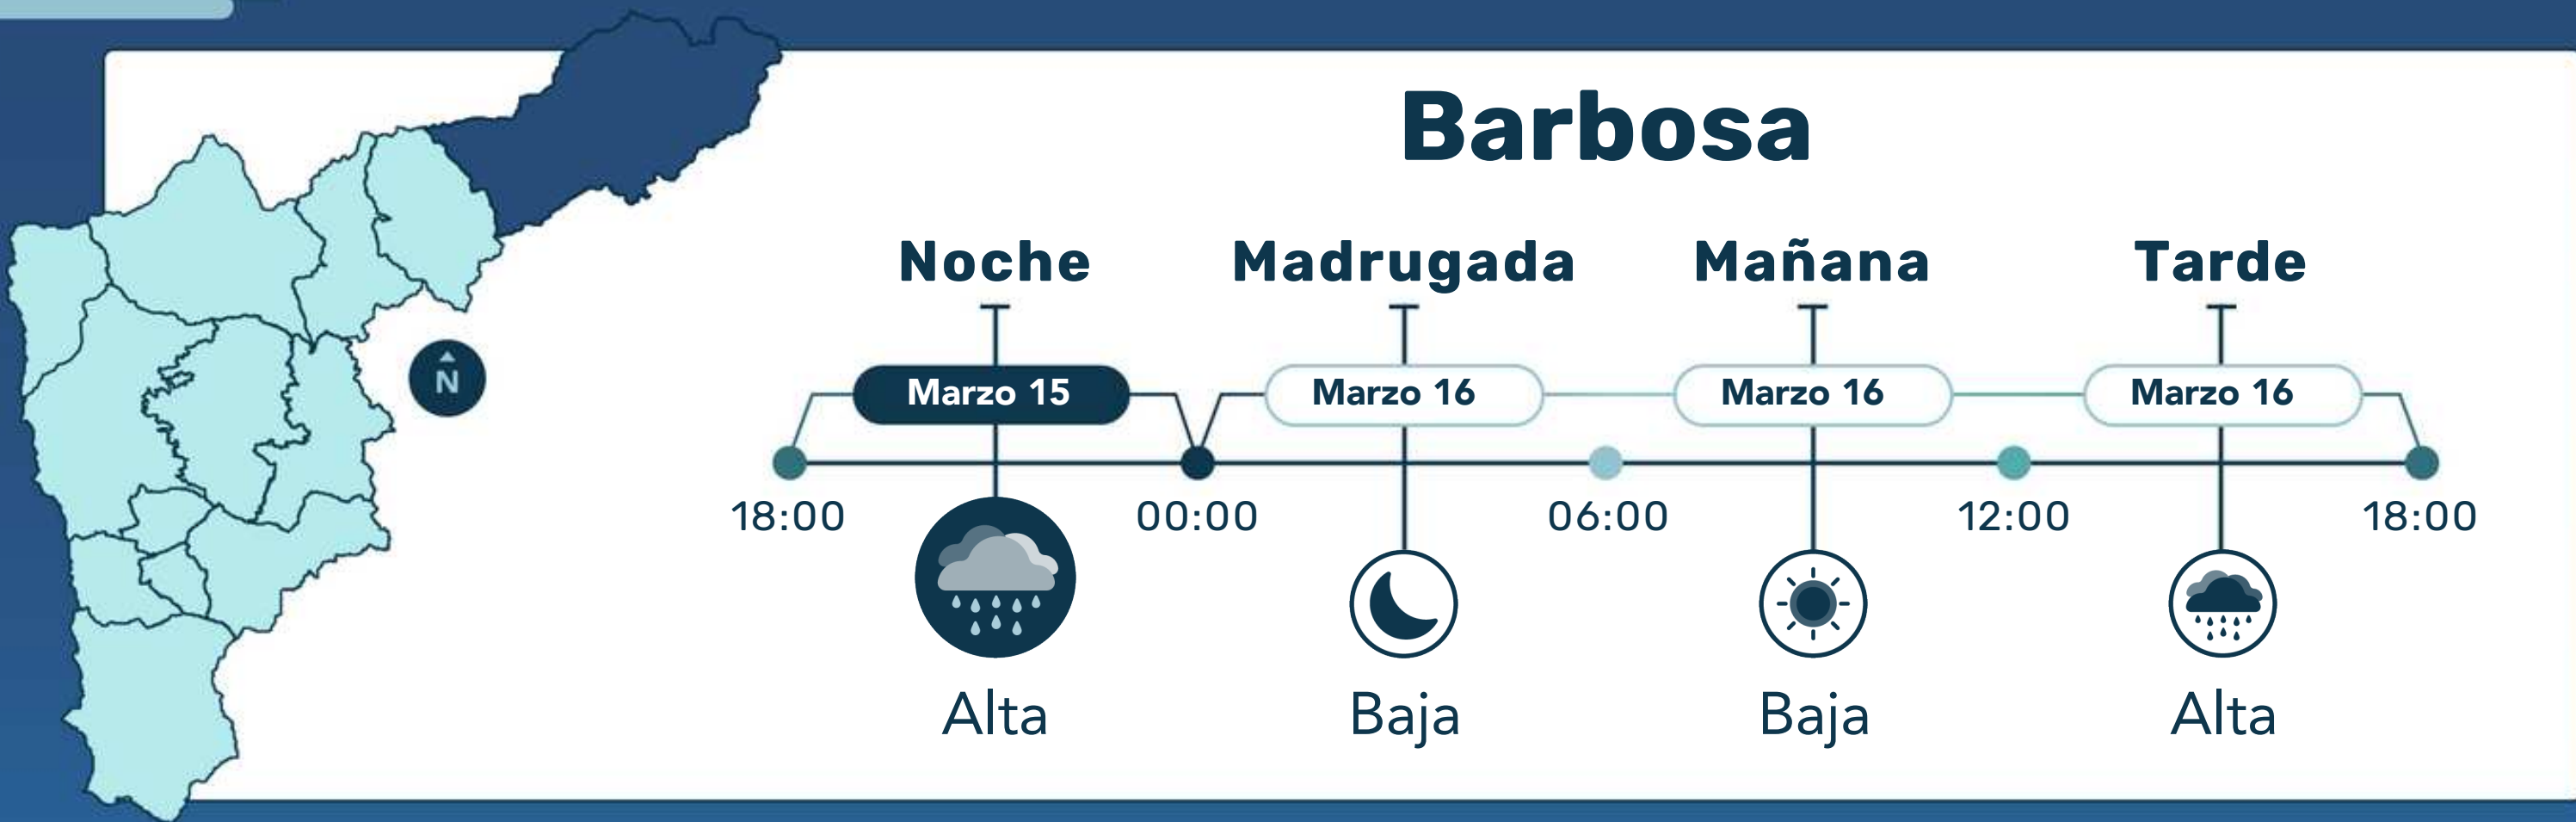 Barbosa
Noche Madrugada Mañana Tarde
Marzo 15 Marzo 16 Marzo 16 Marzo 16
N
18:00 00:00 06:00 12:00 18:00
Alta Baja Baja Alta